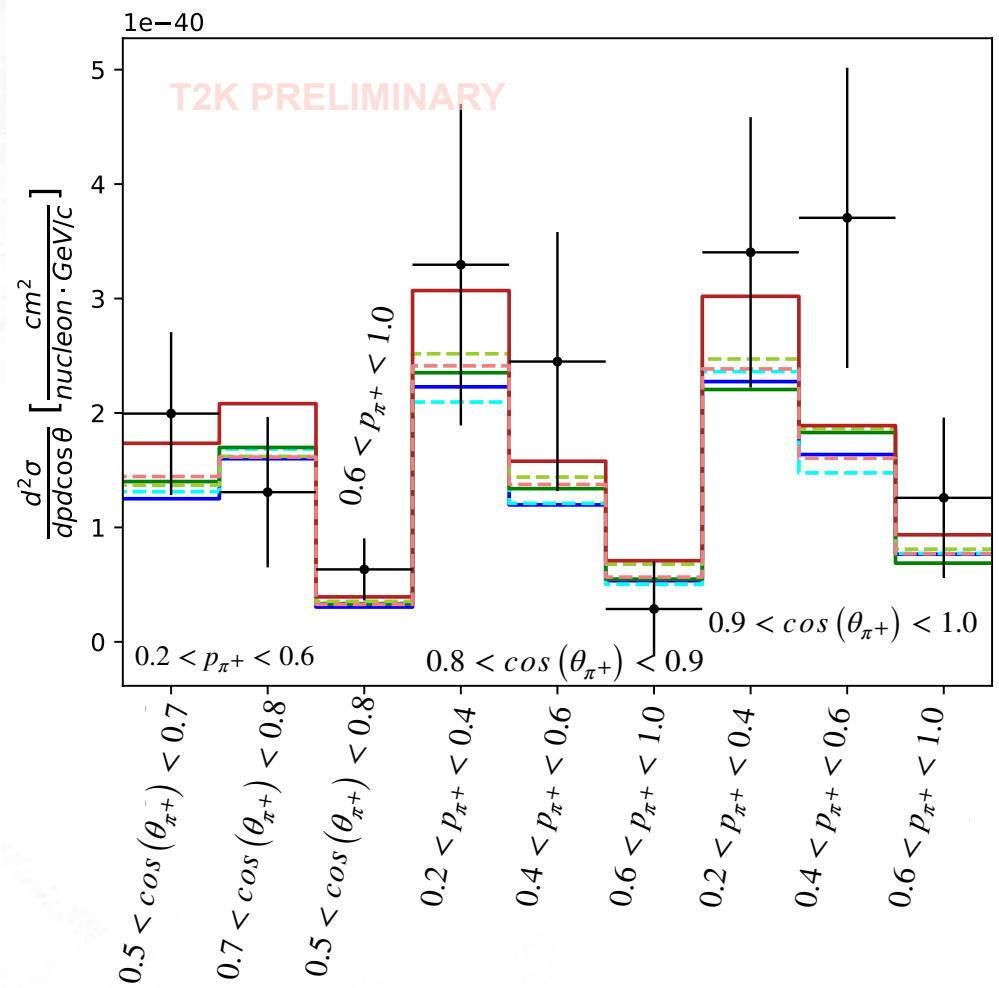 1e−40
T2K PRELIMINARY
5
4
3
2
1
0
d²σ / dpdcosθ [ cm² / nucleon · GeV/c ]
0.6 < p_π⁺ < 1.0
0.2 < p_π⁺ < 0.6
0.8 < cos (θ_π⁺) < 0.9
0.9 < cos (θ_π⁺) < 1.0
0.5 < cos (θ_π⁺) < 0.7
0.7 < cos (θ_π⁺) < 0.8
0.5 < cos (θ_π⁺) < 0.8
0.2 < p_π⁺ < 0.4
0.4 < p_π⁺ < 0.6
0.6 < p_π⁺ < 1.0
0.2 < p_π⁺ < 0.4
0.4 < p_π⁺ < 0.6
0.6 < p_π⁺ < 1.0